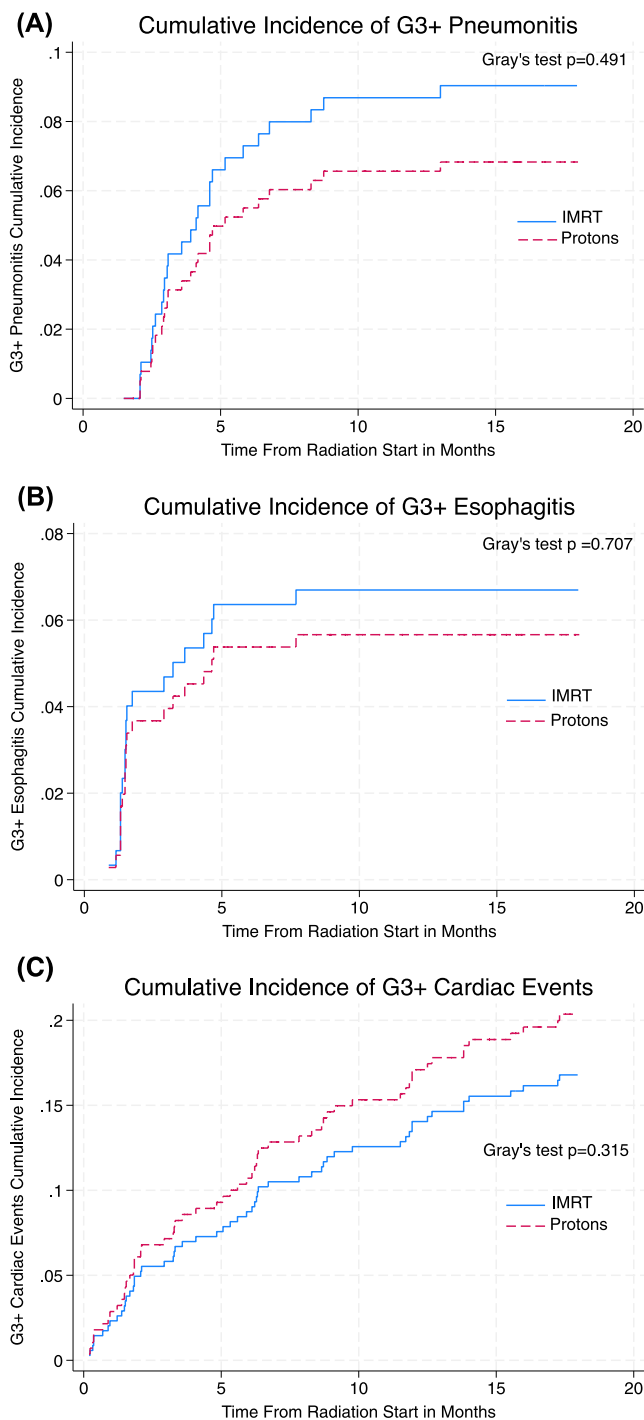 (A)
Cumulative Incidence of G3+ Pneumonitis
Gray's test p=0.491
G3+ Pneumonitis Cumulative Incidence
.1
.08
.06
.04
.02
0
IMRT
Protons
0 5 10 15 20
Time From Radiation Start in Months
(B)
Cumulative Incidence of G3+ Esophagitis
Gray's test p =0.707
G3+ Esophagitis Cumulative Incidence
.08
.06
.04
.02
0
IMRT
Protons
0 5 10 15 20
Time From Radiation Start in Months
(C)
Cumulative Incidence of G3+ Cardiac Events
G3+ Cardiac Events Cumulative Incidence
.2
.15
.1
.05
0
Gray's test p=0.315
IMRT
Protons
0 5 10 15 20
Time From Radiation Start in Months